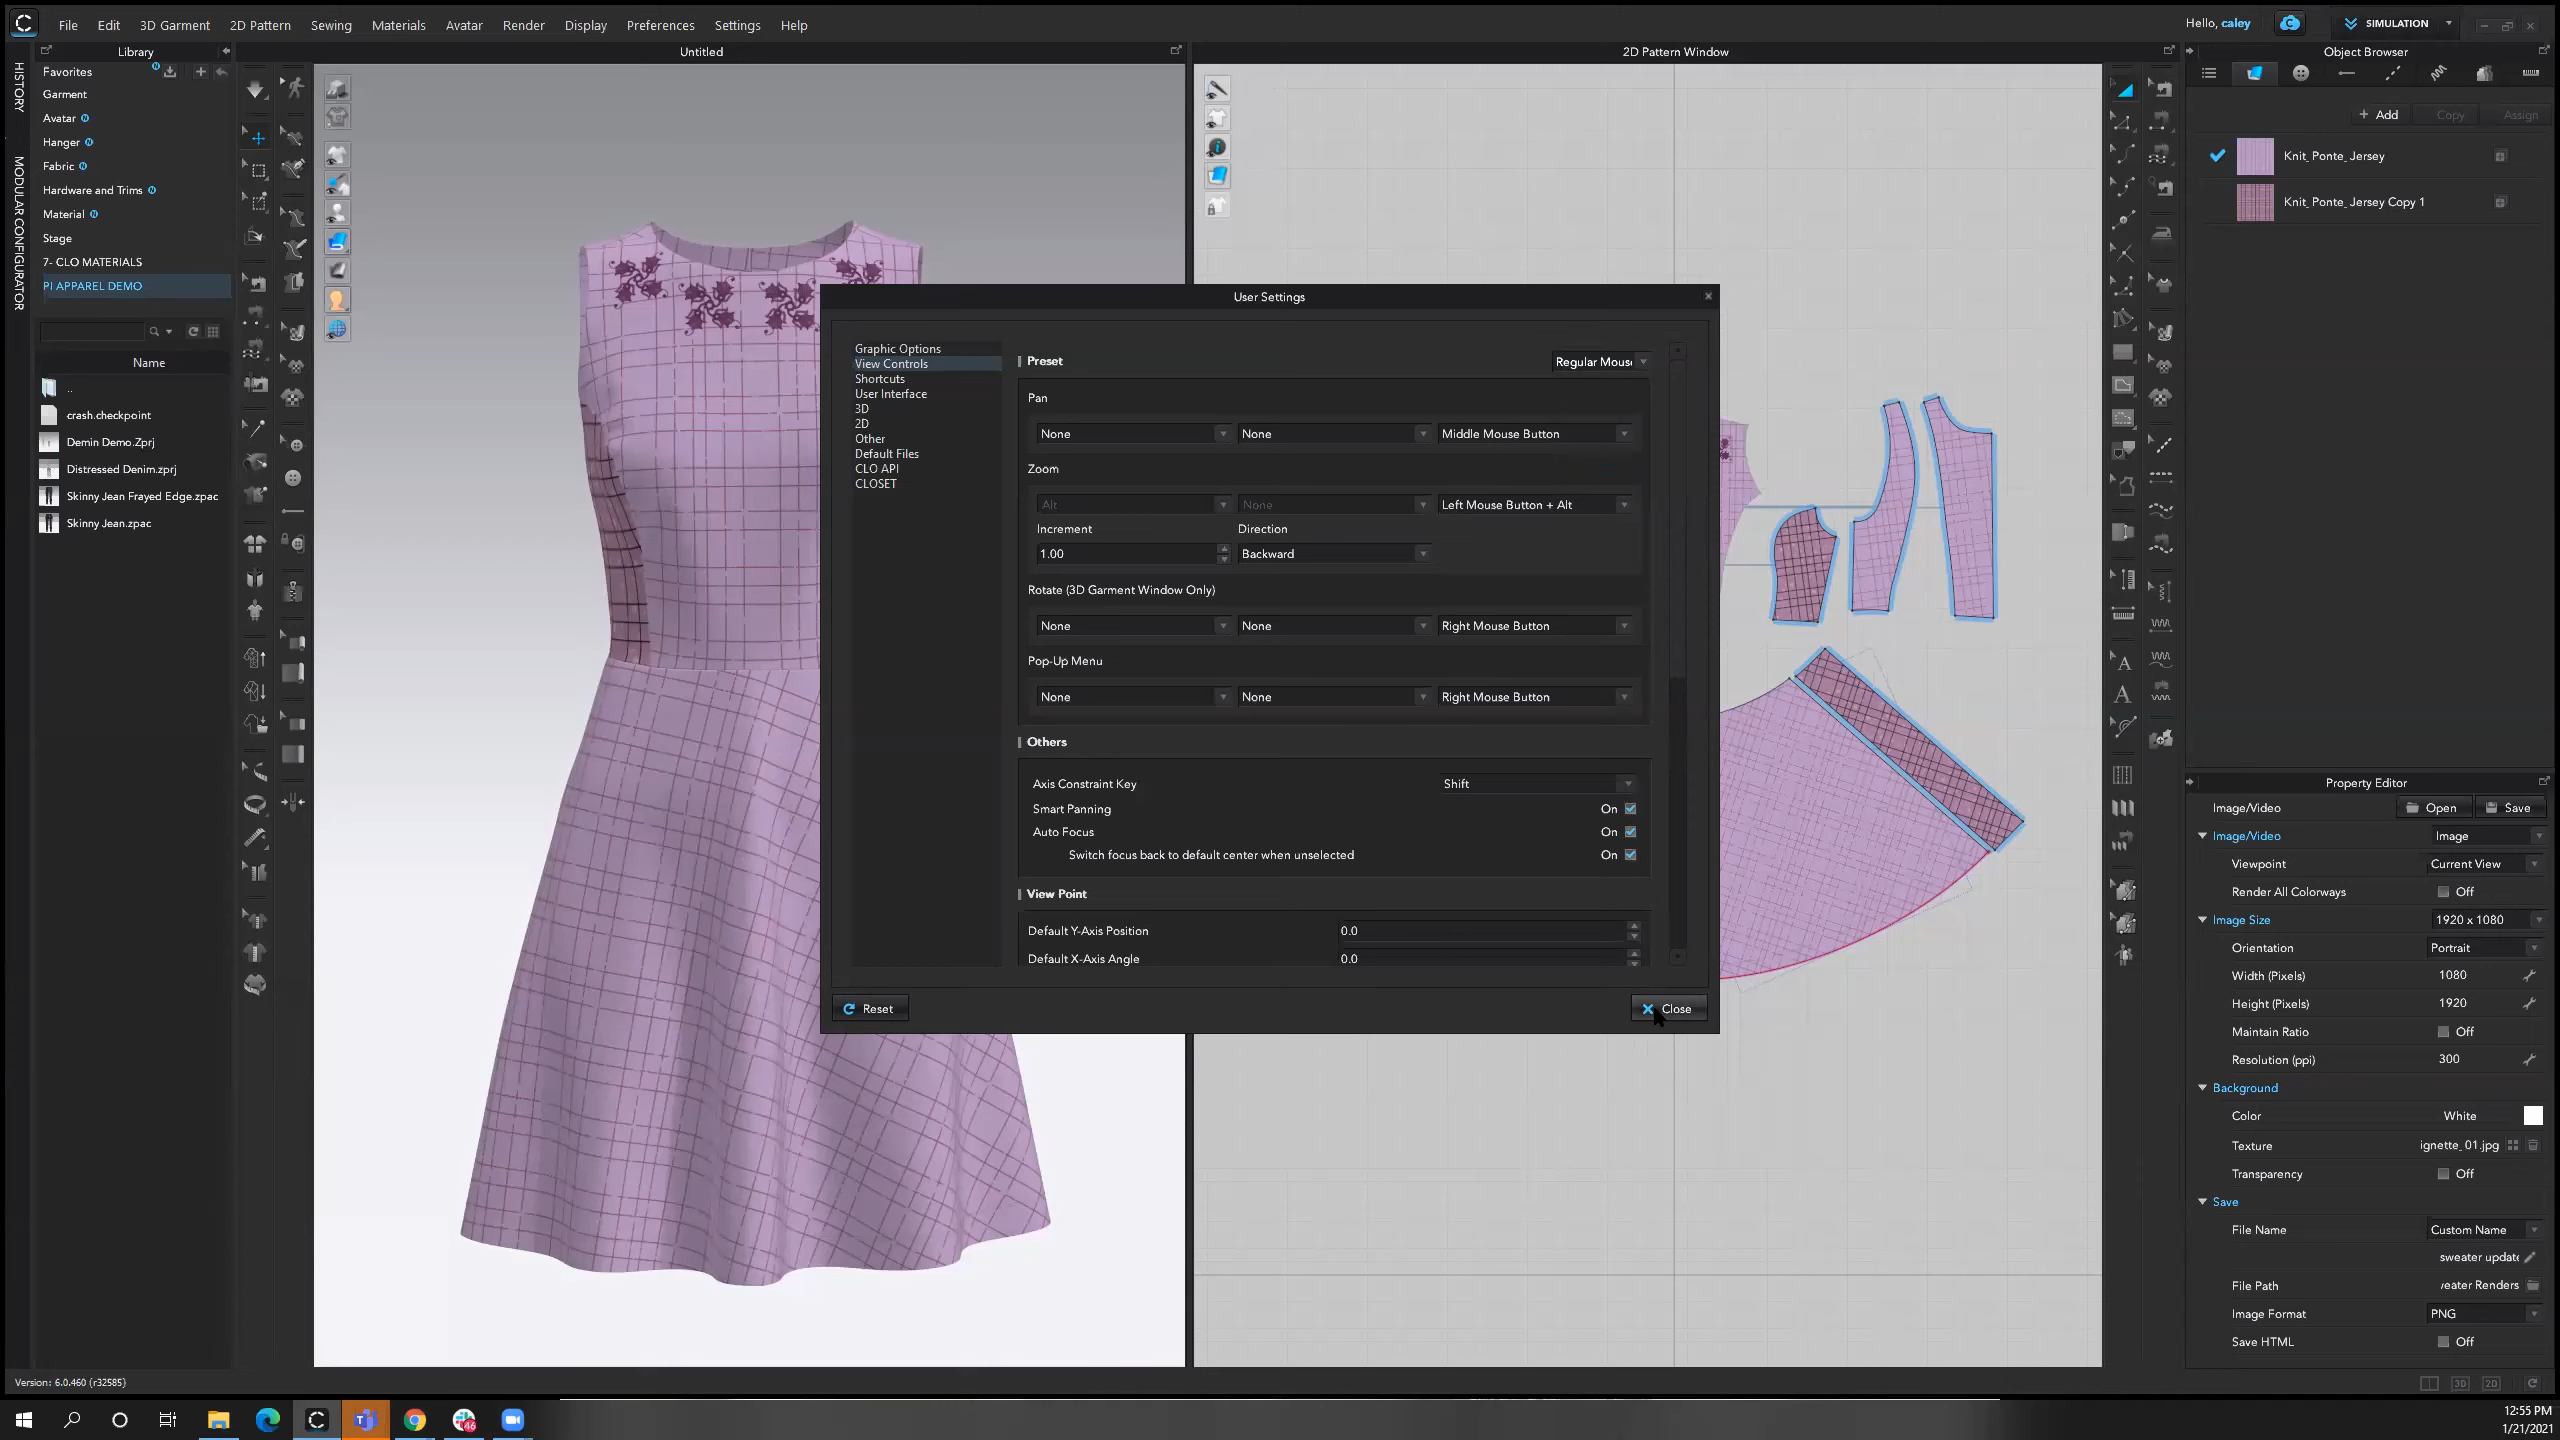 File Edit 3D Garment 2D Pattern Sewing Materials Avatar Render Display Preferences Settings Help
Hello, caley
SIMULATION
HISTORY
MODULAR CONFIGURATOR
Library
Favorites
Garment
Avatar
Hanger
Fabric
Hardware and Trims
Material
Stage
7- CLO MATERIALS
PI APPAREL DEMO
Name
..
crash.checkpoint
Demin Demo.Zprj
Distressed Denim.zprj
Skinny Jean Frayed Edge.zpac
Skinny Jean.zpac
Untitled
2D Pattern Window
User Settings
Graphic Options
View Controls
Shortcuts
User Interface
3D
2D
Other
Default Files
CLO API
CLOSET
Preset Regular Mouse
Pan
None None Middle Mouse Button
Zoom
Alt None Left Mouse Button + Alt
Increment Direction
1.00 Backward
Rotate (3D Garment Window Only)
None None Right Mouse Button
Pop-Up Menu
None None Right Mouse Button
Others
Axis Constraint Key Shift
Smart Panning On
Auto Focus On
Switch focus back to default center when unselected On
View Point
Default Y-Axis Position 0.0
Default X-Axis Angle 0.0
Reset Close
Object Browser
+ Add Copy Assign
Knit_Ponte_Jersey
Knit_Ponte_Jersey Copy 1
Property Editor
Image/Video Open Save
Image/Video Image
Viewpoint Current View
Render All Colorways Off
Image Size 1920 x 1080
Orientation Portrait
Width (Pixels) 1080
Height (Pixels) 1920
Maintain Ratio Off
Resolution (ppi) 300
Background
Color White
Texture ignette_01.jpg
Transparency Off
Save
File Name Custom Name
sweater update
File Path /eater Renders
Image Format PNG
Save HTML Off
Version: 6.0.460 (r32585)
3D 2D
46
12:55 PM
1/21/2021